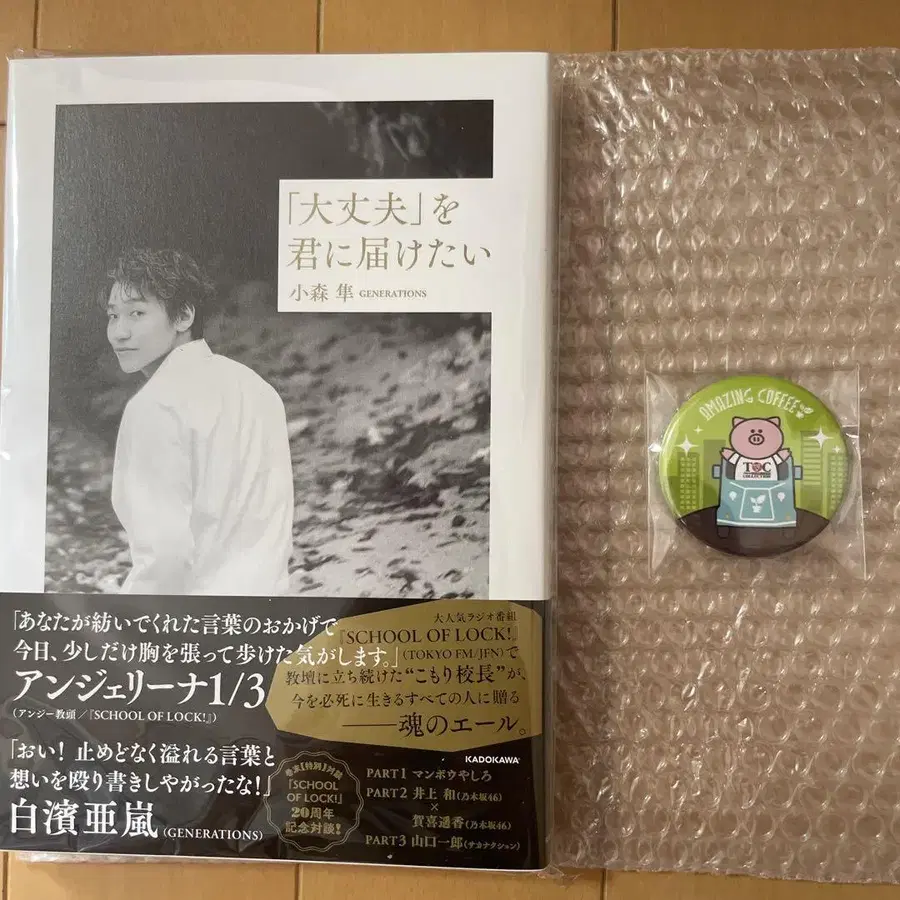 「大丈夫」を
君に届けたい
小森 隼 GENERATIONS
「あなたが紡いでくれた言葉のおかげで
今日、少しだけ胸を張って歩けた気がします。」
アンジェリーナ1/3
(アンジー教頭/『SCHOOL OF LOCK!』)
「おい! 止めどなく溢れる言葉と
想いを殴り書きしやがったな!」
白濱亜嵐(GENERATIONS)
大人気ラジオ番組
『SCHOOL OF LOCK!』
(TOKYO FM/JFN)で
教壇に立ち続けた“こもり校長”が、
今を必死に生きるすべての人に贈る
――魂のエール。
KADOKAWA
巻末【特別】対談
「SCHOOL
OF LOCK!」
20周年
記念対談!
PART1 マンボウやしろ
PART2 井上 和(乃木坂46)
×
賀喜遥香(乃木坂46)
PART3 山口一郎(サカナクション)
AMAZING COFFEE
TOC
COLLECTION